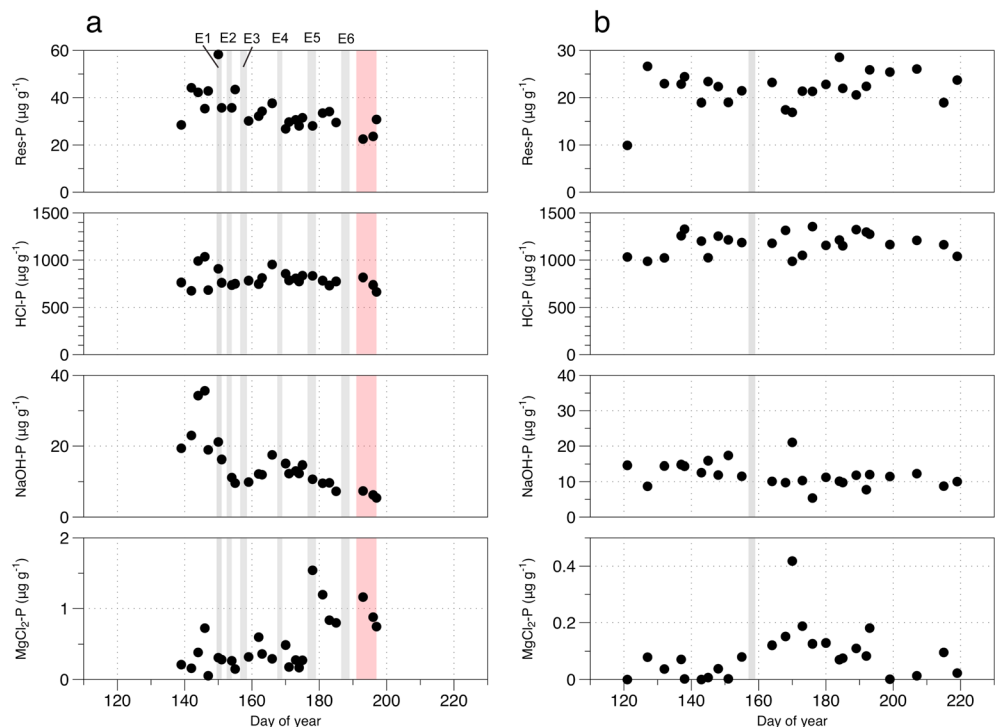 a
E1 E2 E3 E4 E5 E6
Res-P (µg g⁻¹)
60
40
20
0
HCl-P (µg g⁻¹)
1500
1000
500
0
NaOH-P (µg g⁻¹)
40
20
0
MgCl₂-P (µg g⁻¹)
2
1
0
120 140 160 180 200 220
Day of year
b
Res-P (µg g⁻¹)
30
20
10
0
HCl-P (µg g⁻¹)
1500
1000
500
0
NaOH-P (µg g⁻¹)
40
30
20
10
0
MgCl₂-P (µg g⁻¹)
0.4
0.2
0
120 140 160 180 200 220
Day of year